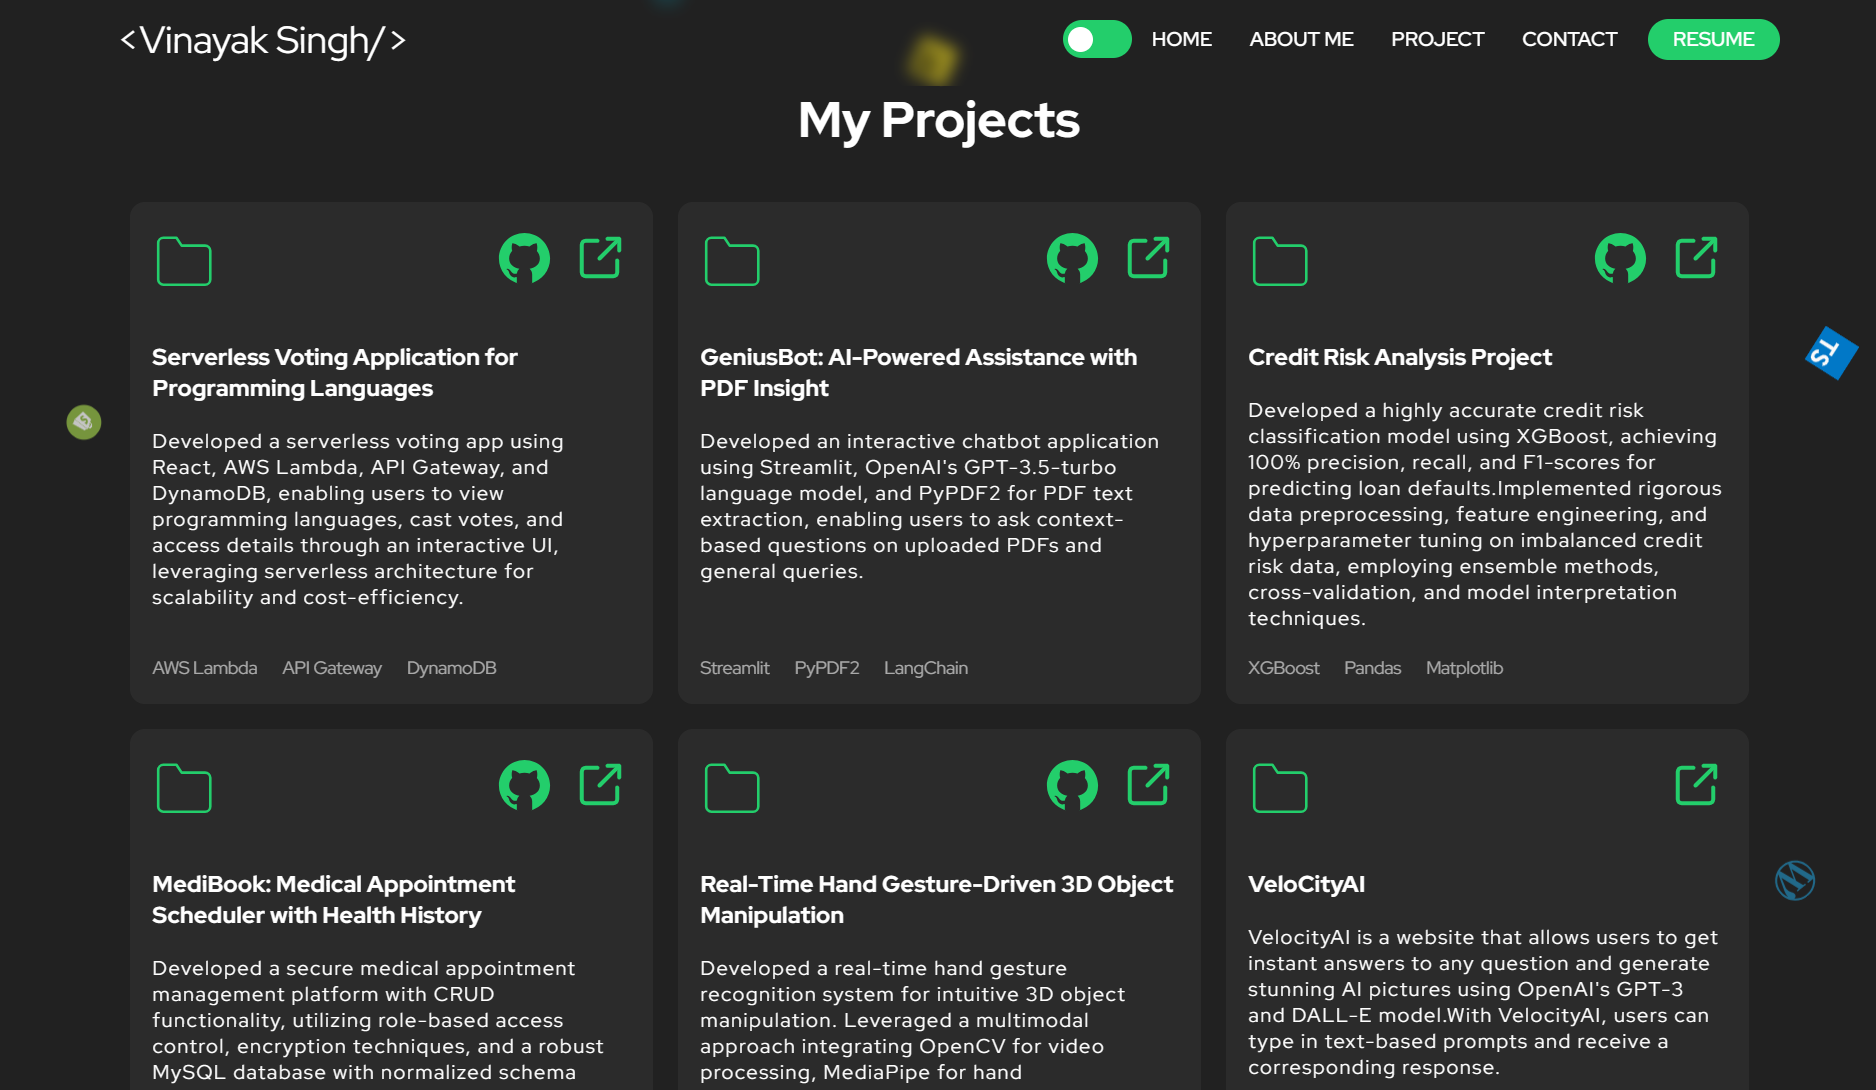 <Vinayak Singh/>
HOME
ABOUT ME
PROJECT
CONTACT
RESUME
My Projects
Serverless Voting Application for
Programming Languages
Developed a serverless voting app using
React, AWS Lambda, API Gateway, and
DynamoDB, enabling users to view
programming languages, cast votes, and
access details through an interactive UI,
leveraging serverless architecture for
scalability and cost-efficiency.
AWS Lambda API Gateway DynamoDB
GeniusBot: AI-Powered Assistance with
PDF Insight
Developed an interactive chatbot application
using Streamlit, OpenAI's GPT-3.5-turbo
language model, and PyPDF2 for PDF text
extraction, enabling users to ask context-
based questions on uploaded PDFs and
general queries.
Streamlit PyPDF2 LangChain
Credit Risk Analysis Project
Developed a highly accurate credit risk
classification model using XGBoost, achieving
100% precision, recall, and F1-scores for
predicting loan defaults.Implemented rigorous
data preprocessing, feature engineering, and
hyperparameter tuning on imbalanced credit
risk data, employing ensemble methods,
cross-validation, and model interpretation
techniques.
XGBoost Pandas Matplotlib
TS
MediBook: Medical Appointment
Scheduler with Health History
Developed a secure medical appointment
management platform with CRUD
functionality, utilizing role-based access
control, encryption techniques, and a robust
MySQL database with normalized schema
Real-Time Hand Gesture-Driven 3D Object
Manipulation
Developed a real-time hand gesture
recognition system for intuitive 3D object
manipulation. Leveraged a multimodal
approach integrating OpenCV for video
processing, MediaPipe for hand
VeloCityAI
VelocityAI is a website that allows users to get
instant answers to any question and generate
stunning AI pictures using OpenAI's GPT-3
and DALL-E model.With VelocityAI, users can
type in text-based prompts and receive a
corresponding response.